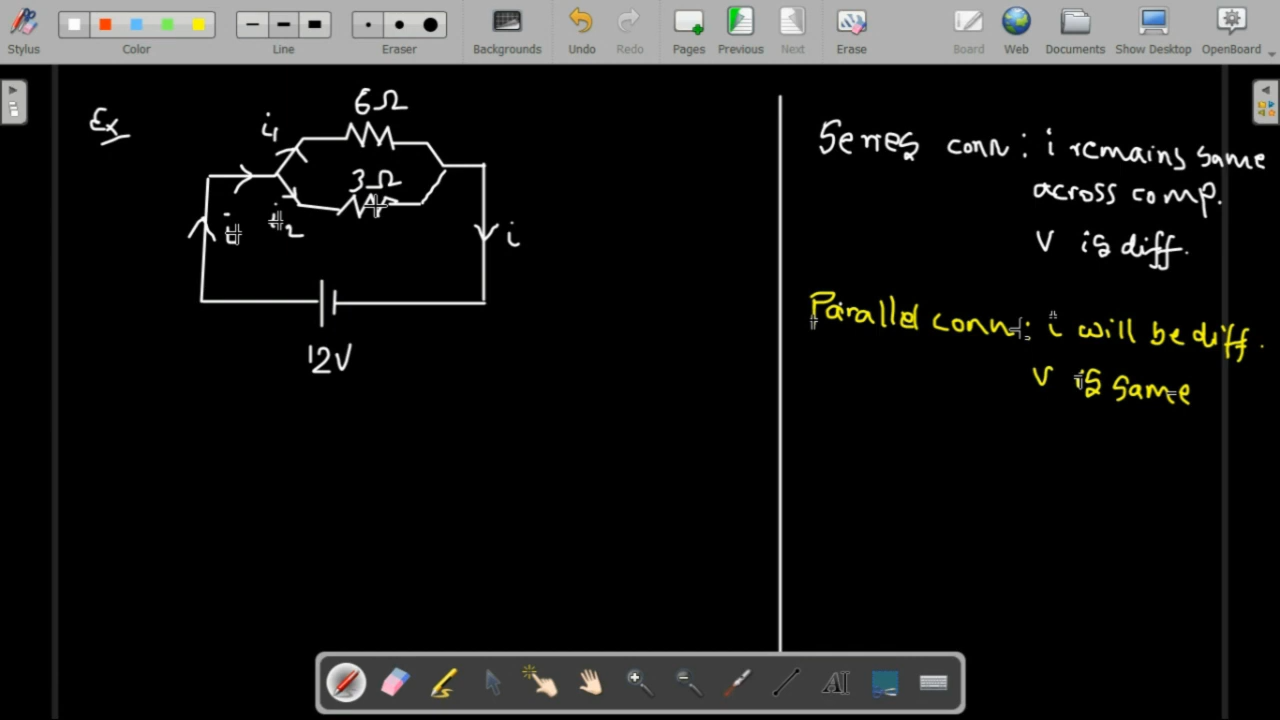 Stylus
Color
Line
Eraser
Backgrounds
Undo
Redo
Pages
Previous
Next
Erase
Board
Web
Documents
Show Desktop
OpenBoard
Ex
6Ω
i1
3Ω
i2
i
i
12V
Series conn: i remains same
across comp.
V is diff.
Parallel conn: i will be diff.
V is same
AI